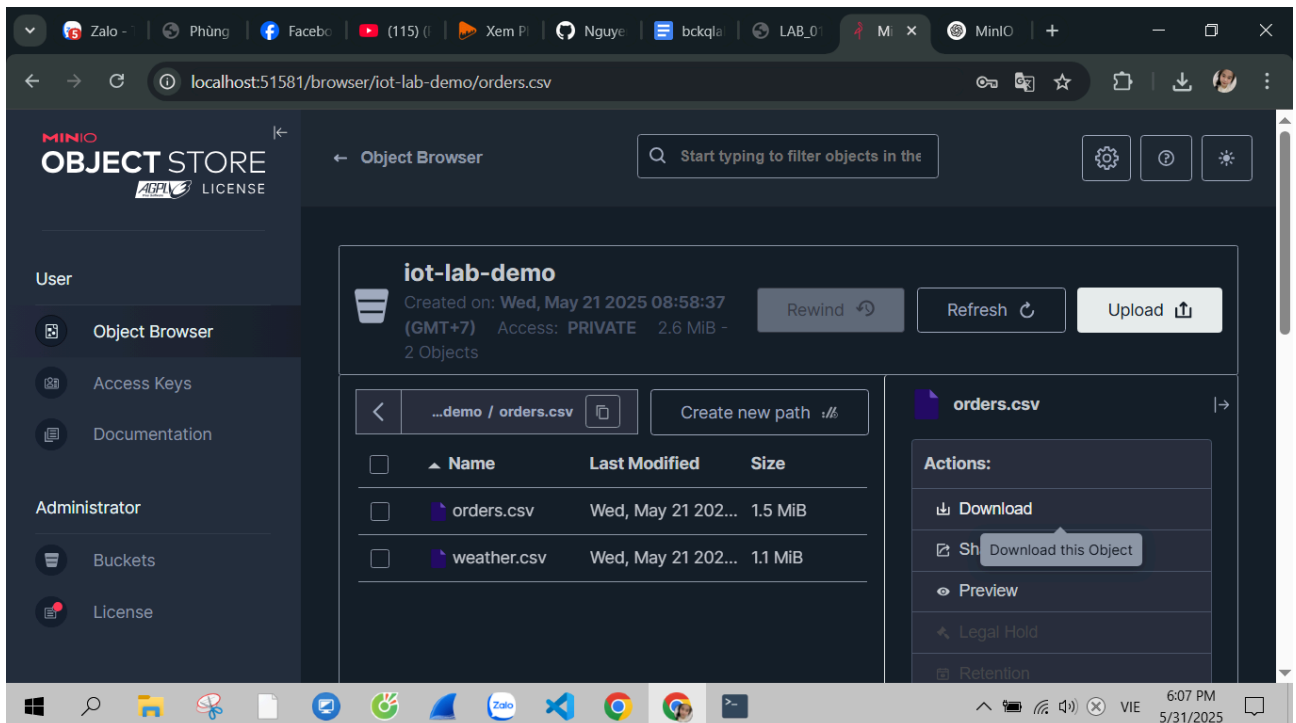 Zalo -
Phùng
Facebo
(115) (
Xem P
Nguye
bckqla
LAB_01
Mi
MinIO
localhost:51581/browser/iot-lab-demo/orders.csv
MINIO
OBJECT STORE
AGPL V3 LICENSE
← Object Browser
Start typing to filter objects in the
User
Object Browser
Access Keys
Documentation
Administrator
Buckets
License
iot-lab-demo
Created on: Wed, May 21 2025 08:58:37
(GMT+7) Access: PRIVATE 2.6 MiB -
2 Objects
Rewind
Refresh
Upload
...demo / orders.csv
Create new path
Name Last Modified Size
orders.csv Wed, May 21 202... 1.5 MiB
weather.csv Wed, May 21 202... 1.1 MiB
orders.csv
Actions:
Download
Sh
Download this Object
Preview
Legal Hold
Retention
Zalo
VIE
6:07 PM
5/31/2025